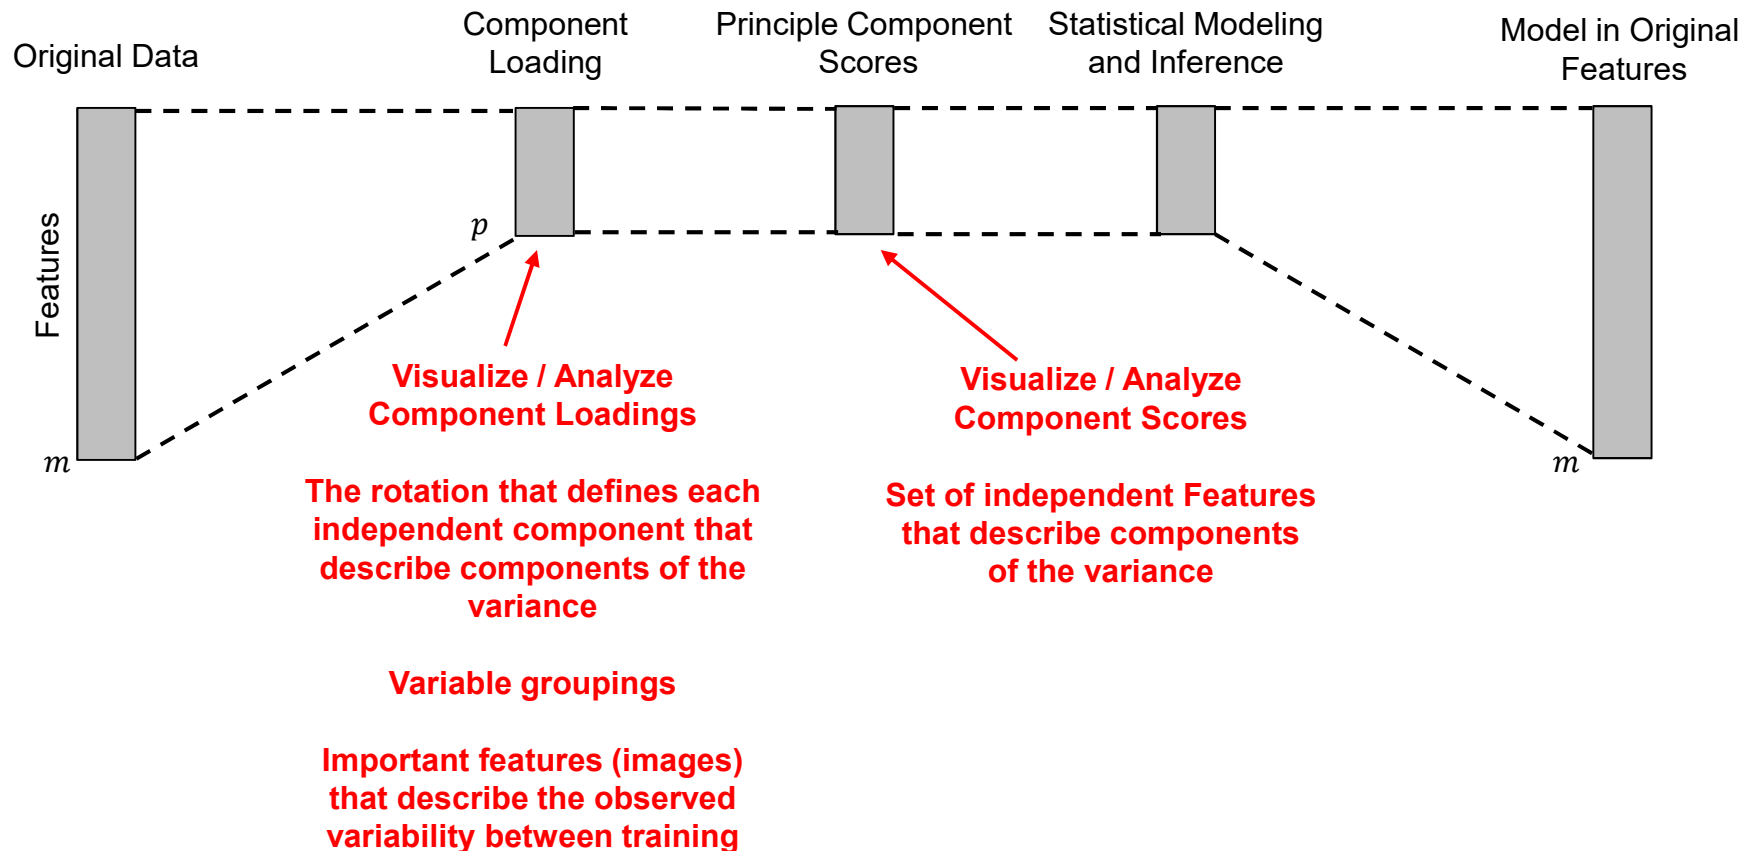 Original Data
Component
Loading
Principle Component
Scores
Statistical Modeling
and Inference
Model in Original
Features
Features
m
p
m
Visualize / Analyze
Component Loadings
The rotation that defines each
independent component that
describe components of the
variance
Variable groupings
Important features (images)
that describe the observed
variability between training
Visualize / Analyze
Component Scores
Set of independent Features
that describe components
of the variance